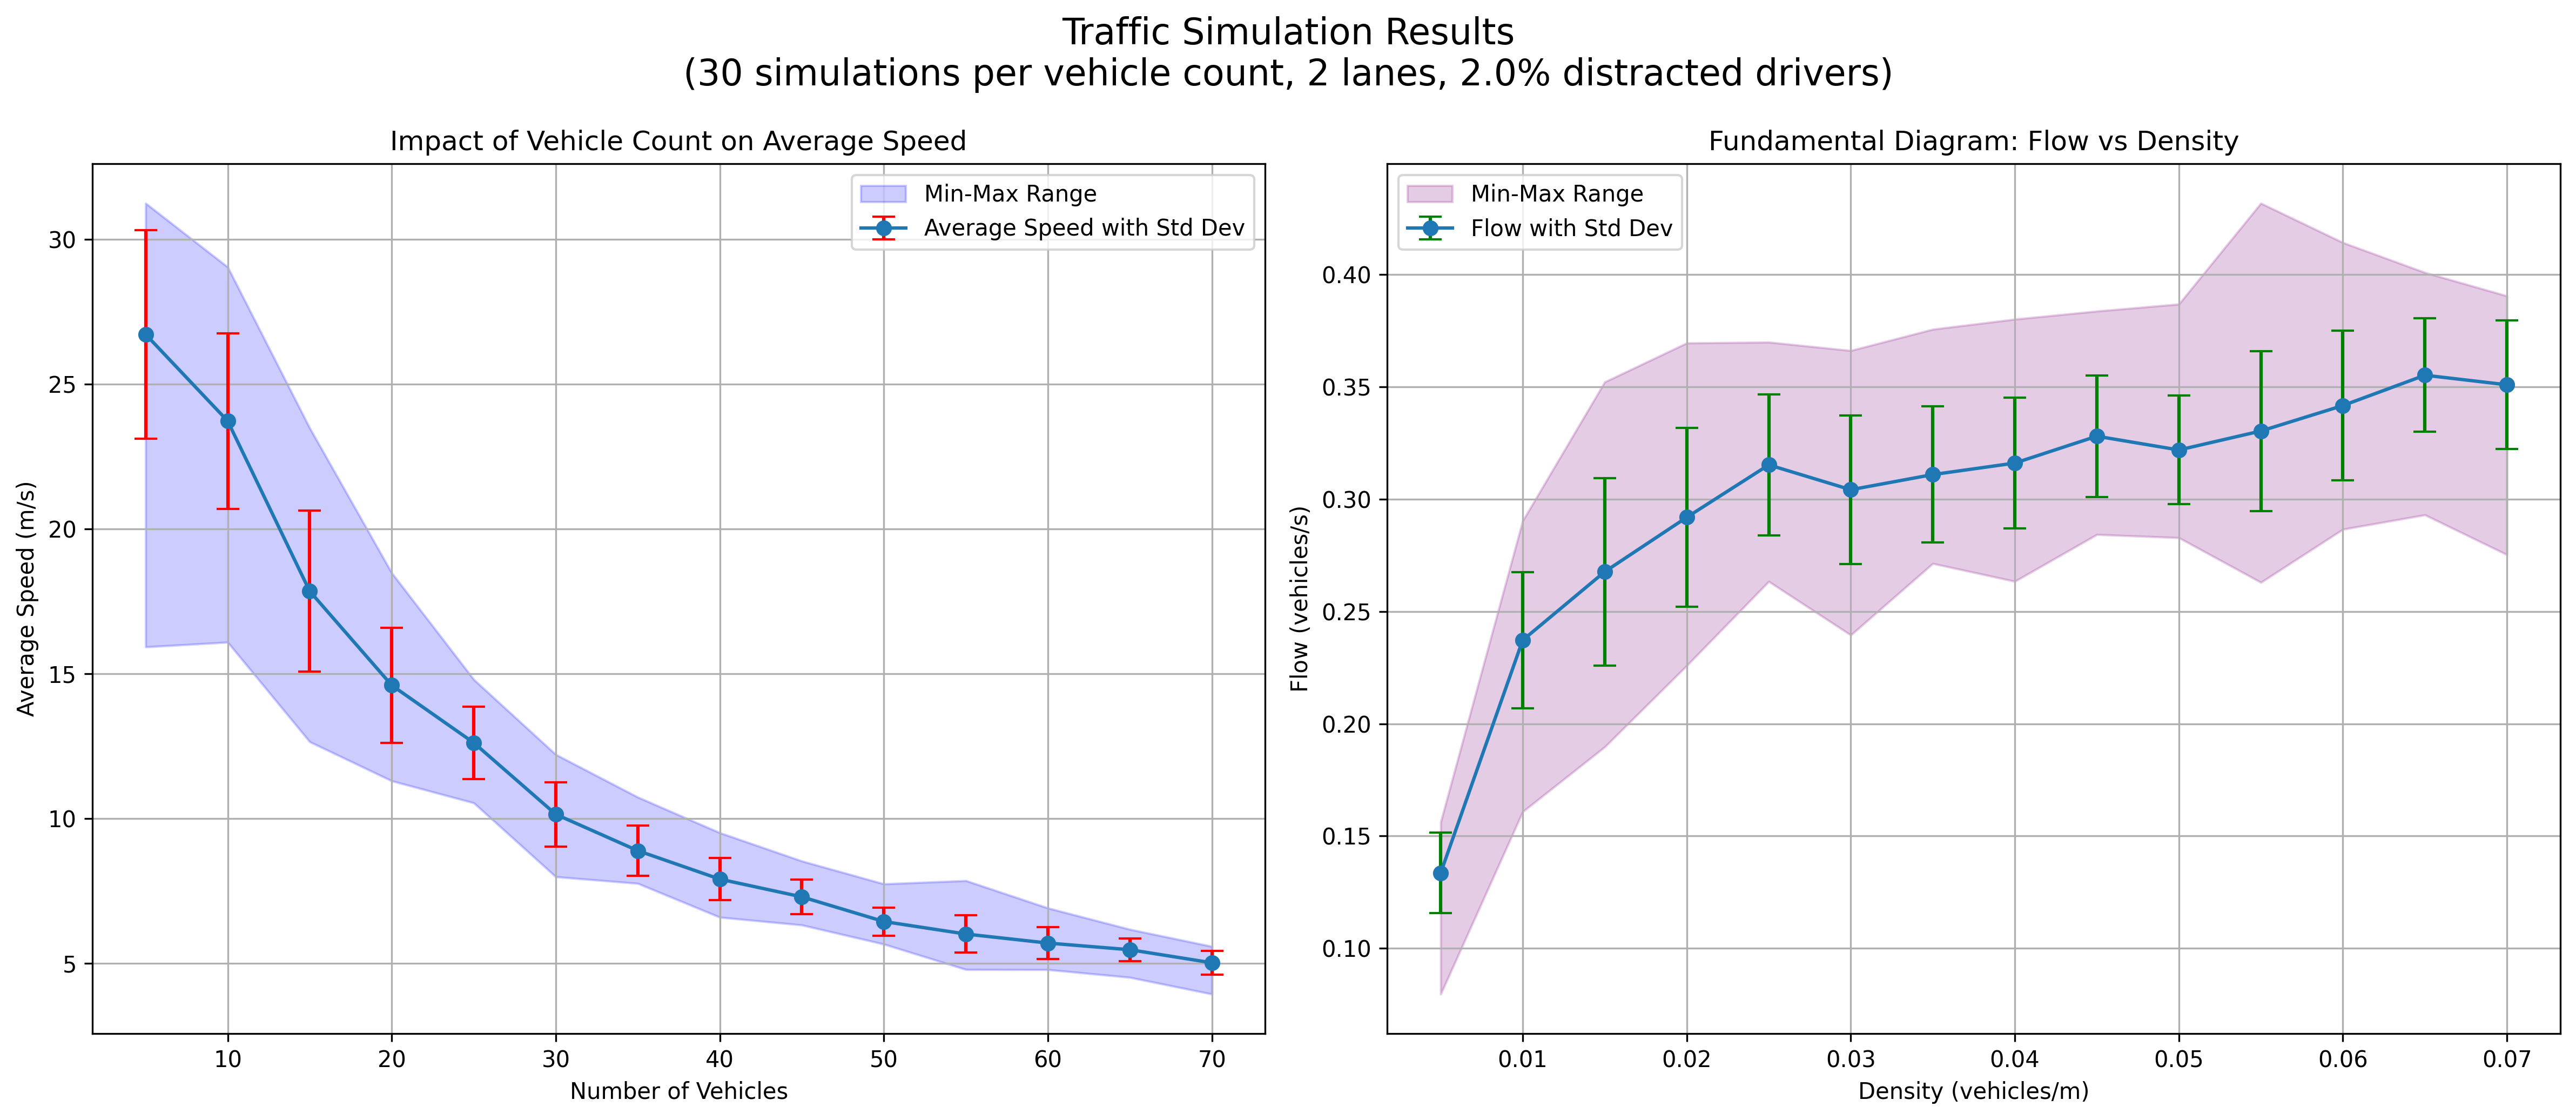 Traffic Simulation Results
(30 simulations per vehicle count, 2 lanes, 2.0% distracted drivers)
Impact of Vehicle Count on Average Speed
Min-Max Range
Average Speed with Std Dev
30
25
20
15
10
5
Average Speed (m/s)
10 20 30 40 50 60 70
Number of Vehicles
Fundamental Diagram: Flow vs Density
Min-Max Range
Flow with Std Dev
0.40
0.35
0.30
0.25
0.20
0.15
0.10
Flow (vehicles/s)
0.01 0.02 0.03 0.04 0.05 0.06 0.07
Density (vehicles/m)